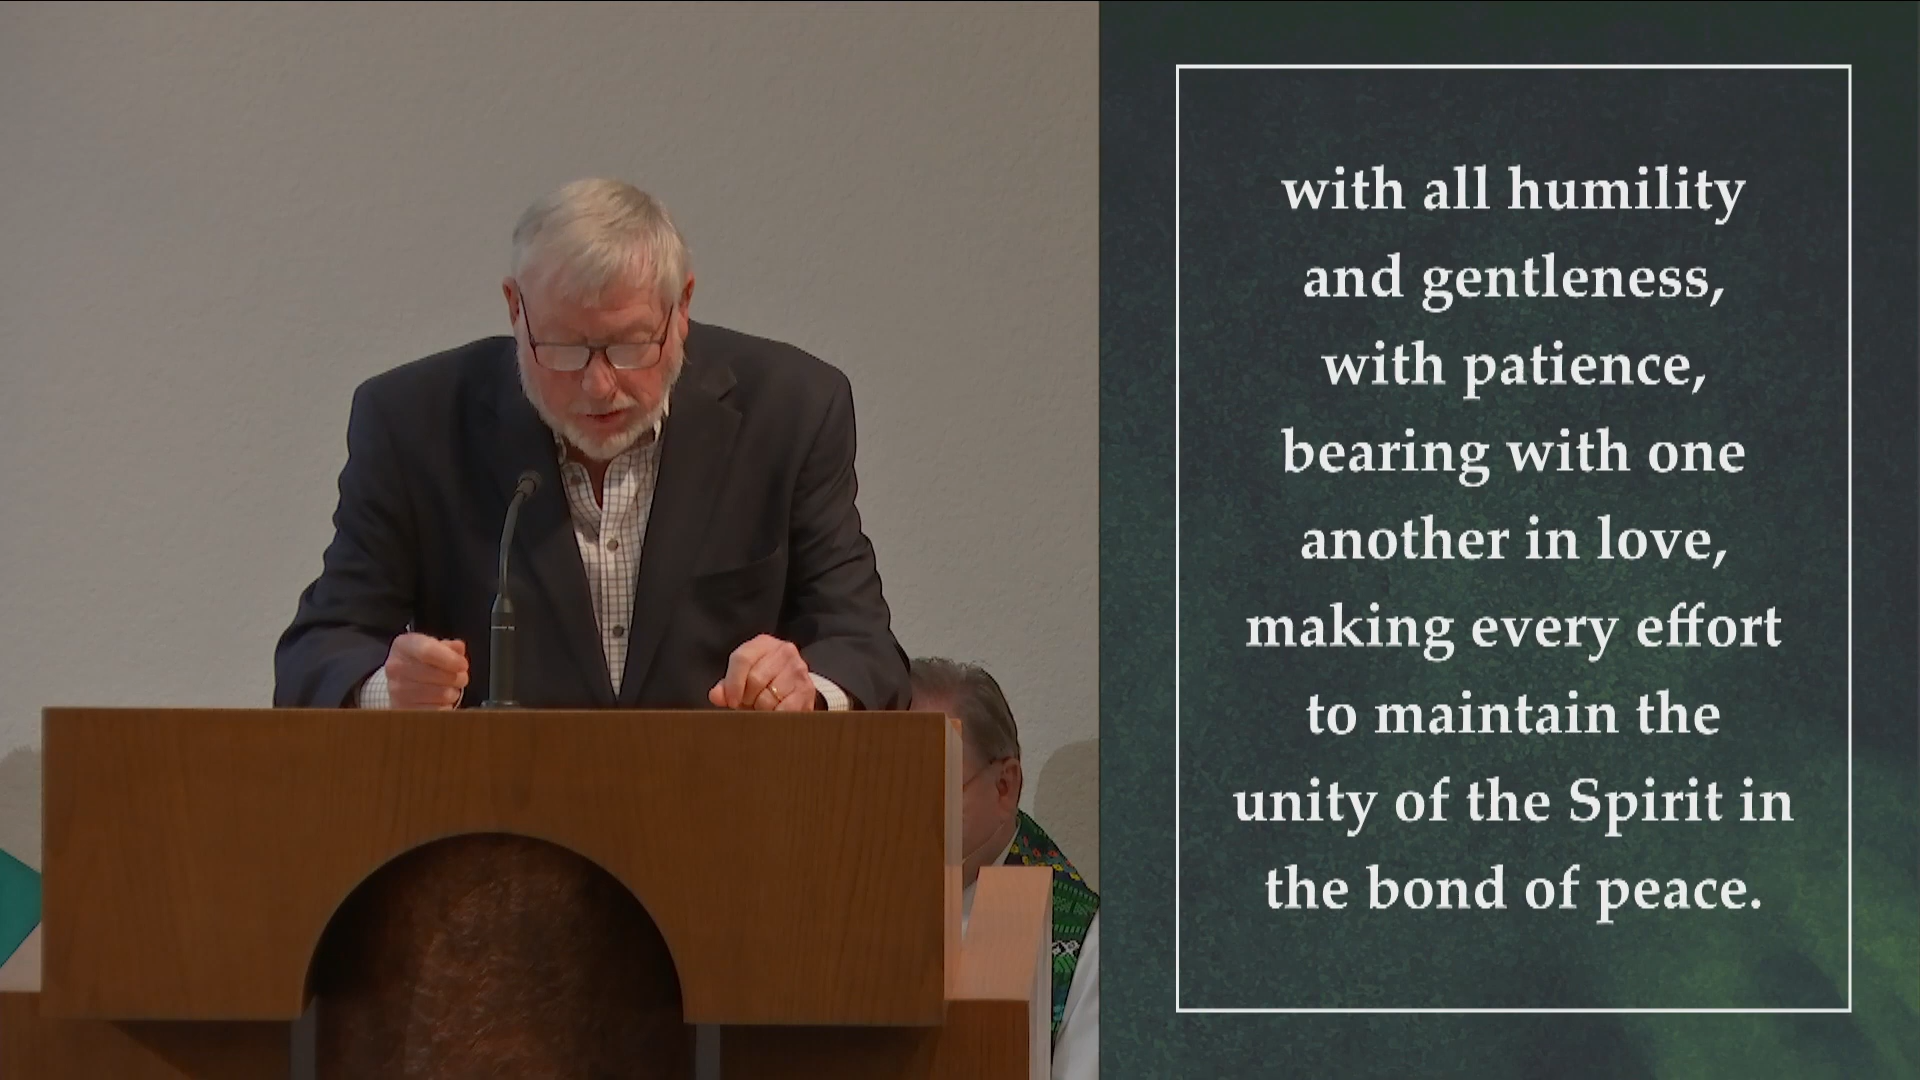 with all humility
and gentleness,
with patience,
bearing with one
another in love,
making every effort
to maintain the
unity of the Spirit in
the bond of peace.